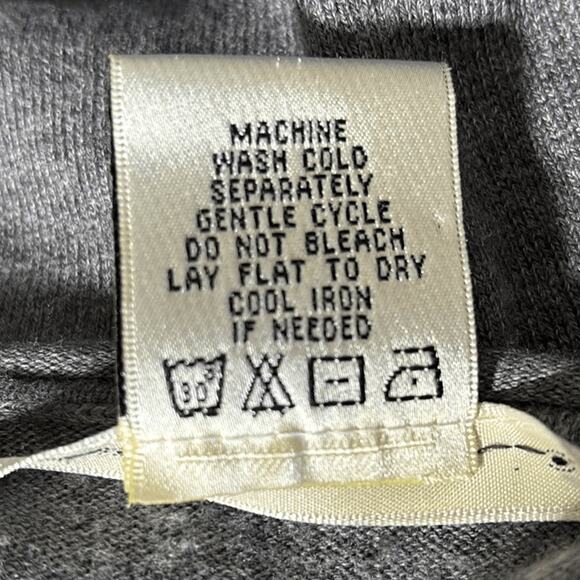 MACHINE
WASH COLD
SEPARATELY
GENTLE CYCLE
DO NOT BLEACH
LAY FLAT TO DRY
COOL IRON
IF NEEDED
30°